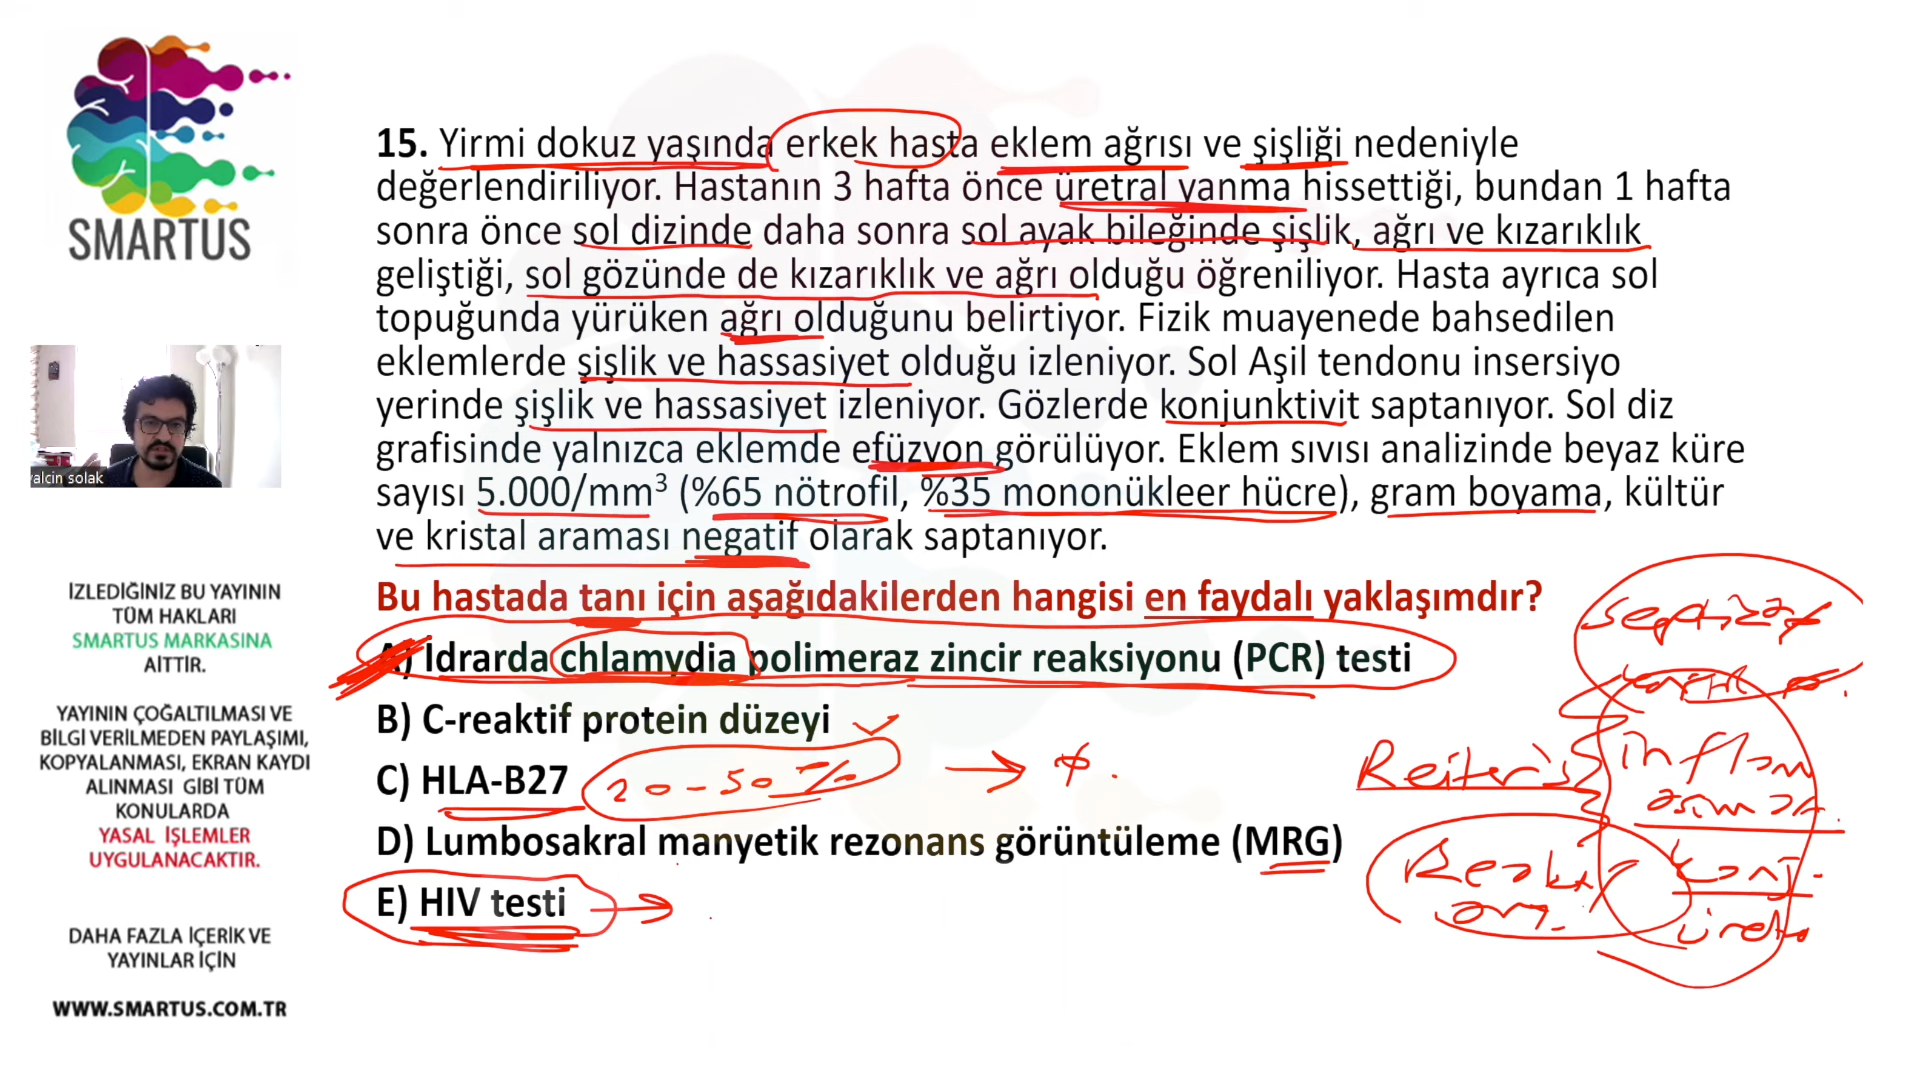 SMARTUS
yalcin solak
İZLEDİĞİNİZ BU YAYININ
TÜM HAKLARI
SMARTUS MARKASINA
AİTTİR.
YAYININ ÇOĞALTILMASI VE
BİLGİ VERİLMEDEN PAYLAŞIMI,
KOPYALANMASI, EKRAN KAYDI
ALINMASI GİBİ TÜM
KONULARDA
YASAL İŞLEMLER
UYGULANACAKTIR.
DAHA FAZLA İÇERİK VE
YAYINLAR İÇİN
WWW.SMARTUS.COM.TR
15. Yirmi dokuz yaşında erkek hasta eklem ağrısı ve şişliği nedeniyle
değerlendiriliyor. Hastanın 3 hafta önce üretral yanma hissettiği, bundan 1 hafta
sonra önce sol dizinde daha sonra sol ayak bileğinde şişlik, ağrı ve kızarıklık
geliştiği, sol gözünde de kızarıklık ve ağrı olduğu öğreniliyor. Hasta ayrıca sol
topuğunda yürüken ağrı olduğunu belirtiyor. Fizik muayenede bahsedilen
eklemlerde şişlik ve hassasiyet olduğu izleniyor. Sol Aşil tendonu insersiyo
yerinde şişlik ve hassasiyet izleniyor. Gözlerde konjunktivit saptanıyor. Sol diz
grafisinde yalnızca eklemde efüzyon görülüyor. Eklem sıvısı analizinde beyaz küre
sayısı 5.000/mm³ (%65 nötrofil, %35 mononükleer hücre), gram boyama, kültür
ve kristal araması negatif olarak saptanıyor.
Bu hastada tanı için aşağıdakilerden hangisi en faydalı yaklaşımdır?
A) İdrarda chlamydia polimeraz zincir reaksiyonu (PCR) testi
B) C-reaktif protein düzeyi
C) HLA-B27 20-50%
D) Lumbosakral manyetik rezonans görüntüleme (MRG)
E) HIV testi
Reiter's